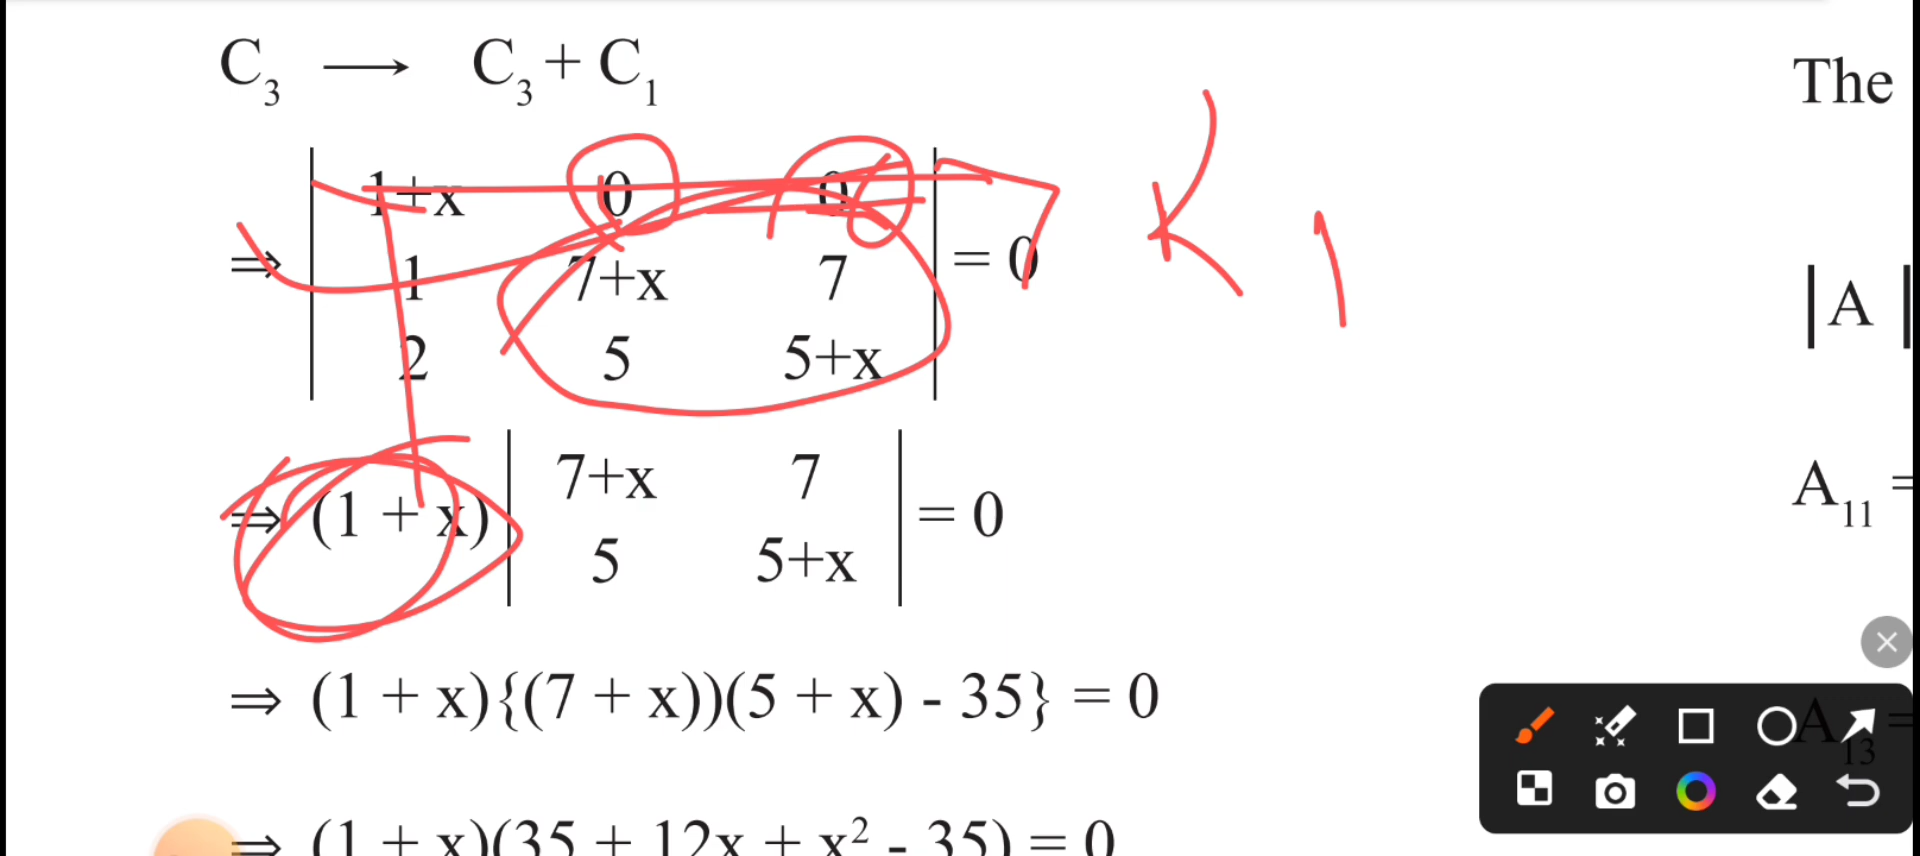 C₃ ⟶ C₃ + C₁
⇒ | 1+x 0 0 |
| 1 7+x 7 | = 0
| 2 5 5+x |
⇒ (1 + x) | 7+x 7 | = 0
| 5 5+x |
⇒ (1 + x){(7 + x))(5 + x) - 35} = 0
⇒ (1 + x)(35 + 12x + x² - 35) = 0
The
|A|
A₁₁ =
A₁₃ =